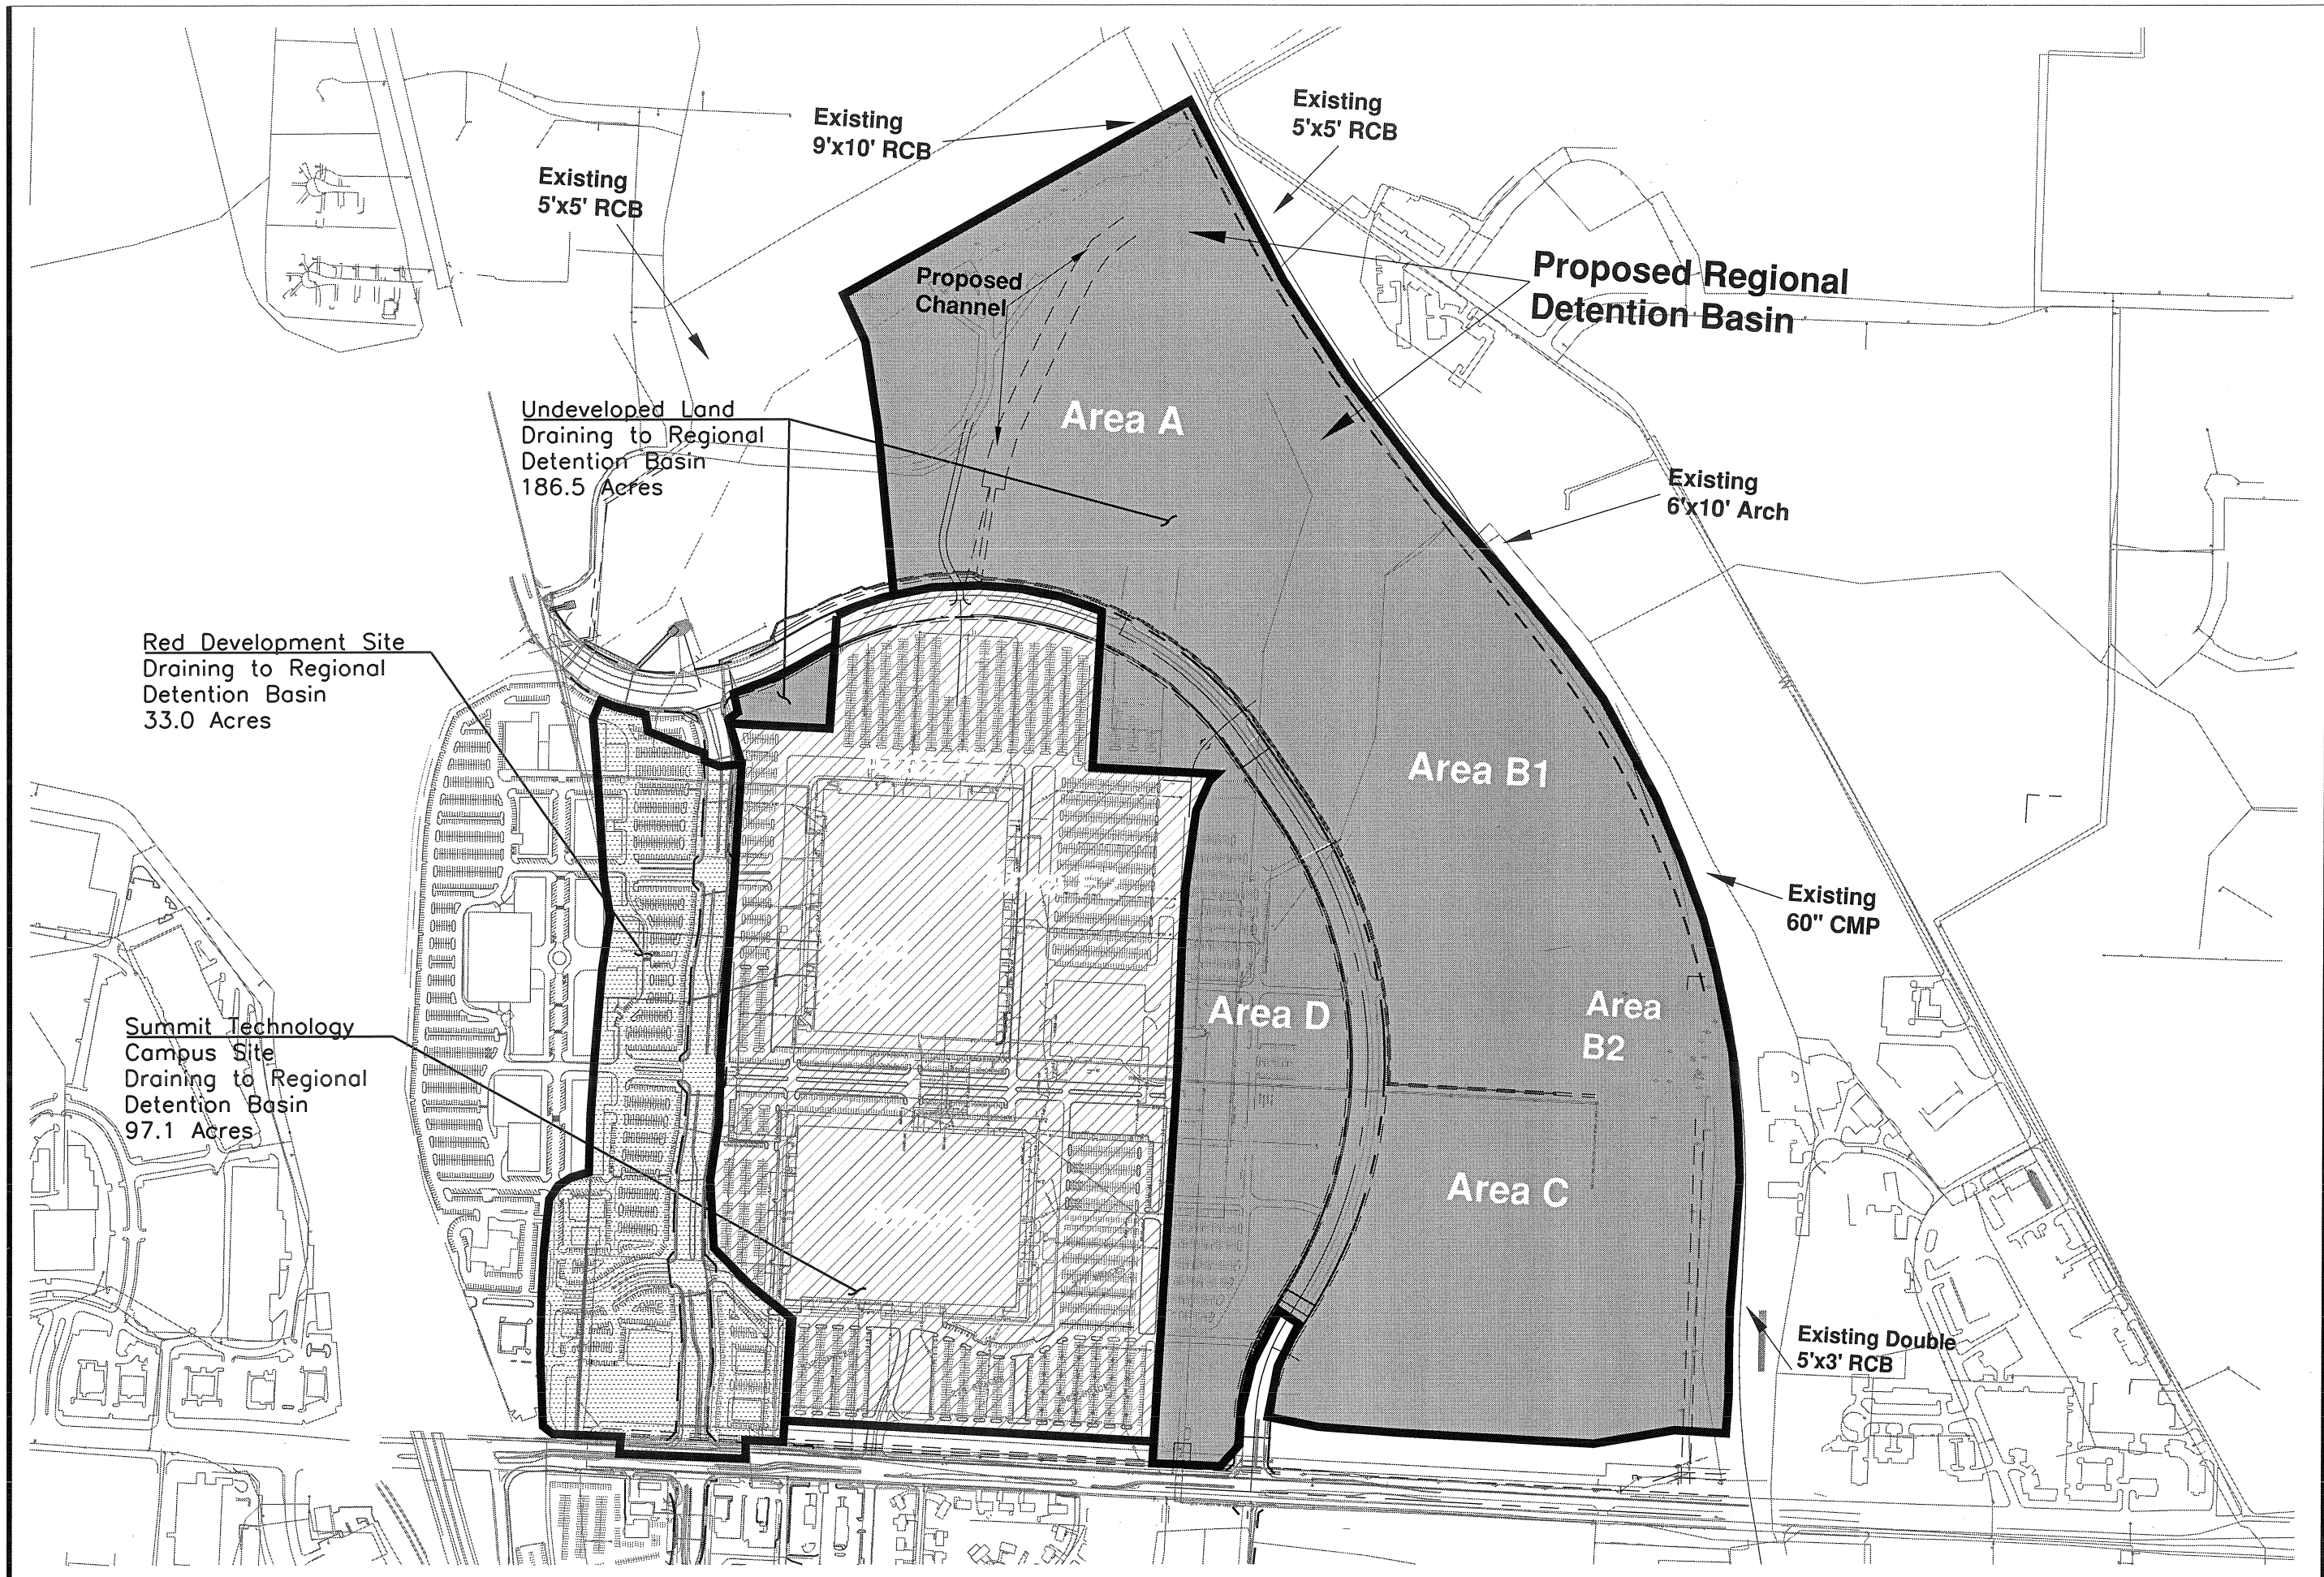 Existing
5'x5' RCB
Existing
9'x10' RCB
Existing
5'x5' RCB
Proposed Regional
Detention Basin
Proposed
Channel
Area A
Undeveloped Land
Draining to Regional
Detention Basin
186.5 Acres
Existing
6'x10' Arch
Red Development Site
Draining to Regional
Detention Basin
33.0 Acres
Area B1
Existing
60" CMP
Area D
Area
B2
Summit Technology
Campus Site
Draining to Regional
Detention Basin
97.1 Acres
Area C
Existing Double
5'x3' RCB